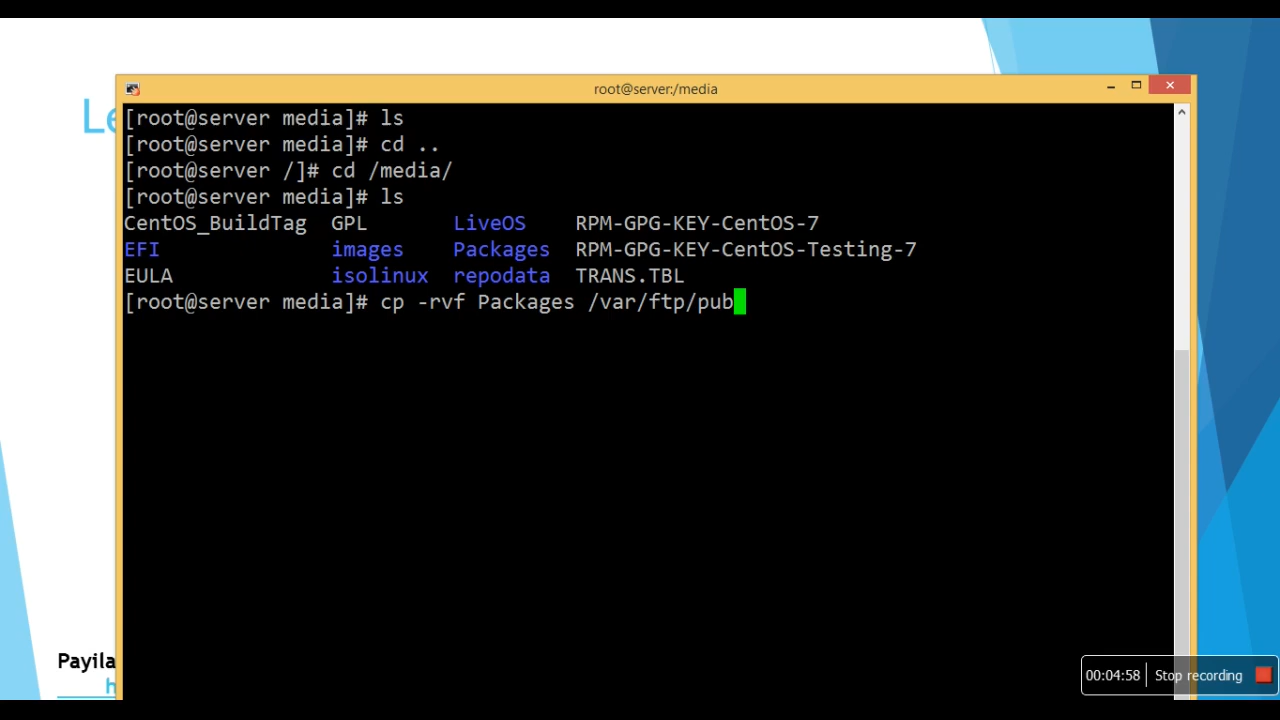 root@server:/media
Le
[root@server media]# ls
[root@server media]# cd ..
[root@server /]# cd /media/
[root@server media]# ls
CentOS_BuildTag GPL LiveOS RPM-GPG-KEY-CentOS-7
EFI images Packages RPM-GPG-KEY-CentOS-Testing-7
EULA isolinux repodata TRANS.TBL
[root@server media]# cp -rvf Packages /var/ftp/pub
Payila
h
00:04:58 Stop recording